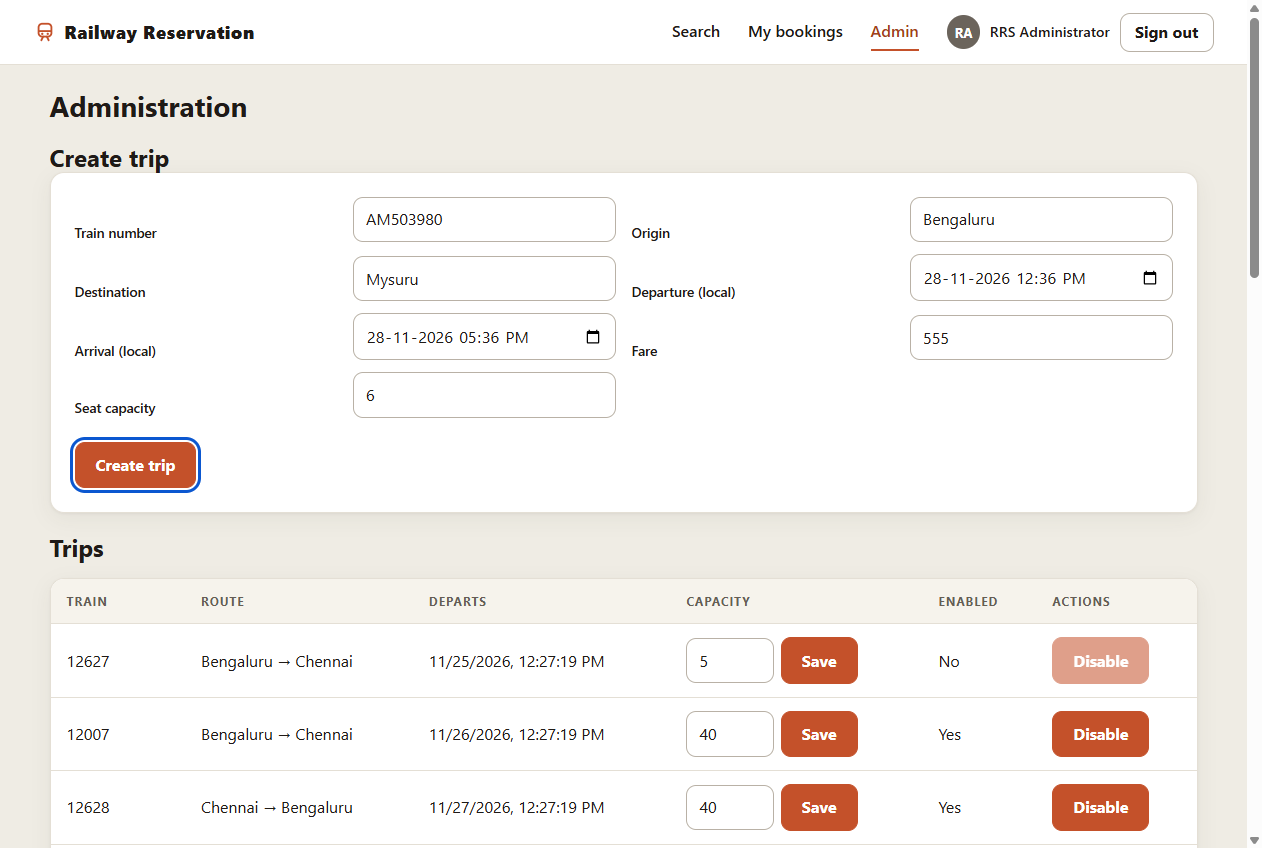 Railway Reservation Search My bookings Admin RA RRS Administrator Sign out
Administration
Create trip
Train number AM503980 Origin Bengaluru
Destination Mysuru Departure (local) 28-11-2026 12:36 PM
Arrival (local) 28-11-2026 05:36 PM Fare 555
Seat capacity 6
Create trip
Trips
TRAIN ROUTE DEPARTS CAPACITY ENABLED ACTIONS
12627 Bengaluru → Chennai 11/25/2026, 12:27:19 PM 5 Save No Disable
12007 Bengaluru → Chennai 11/26/2026, 12:27:19 PM 40 Save Yes Disable
12628 Chennai → Bengaluru 11/27/2026, 12:27:19 PM 40 Save Yes Disable